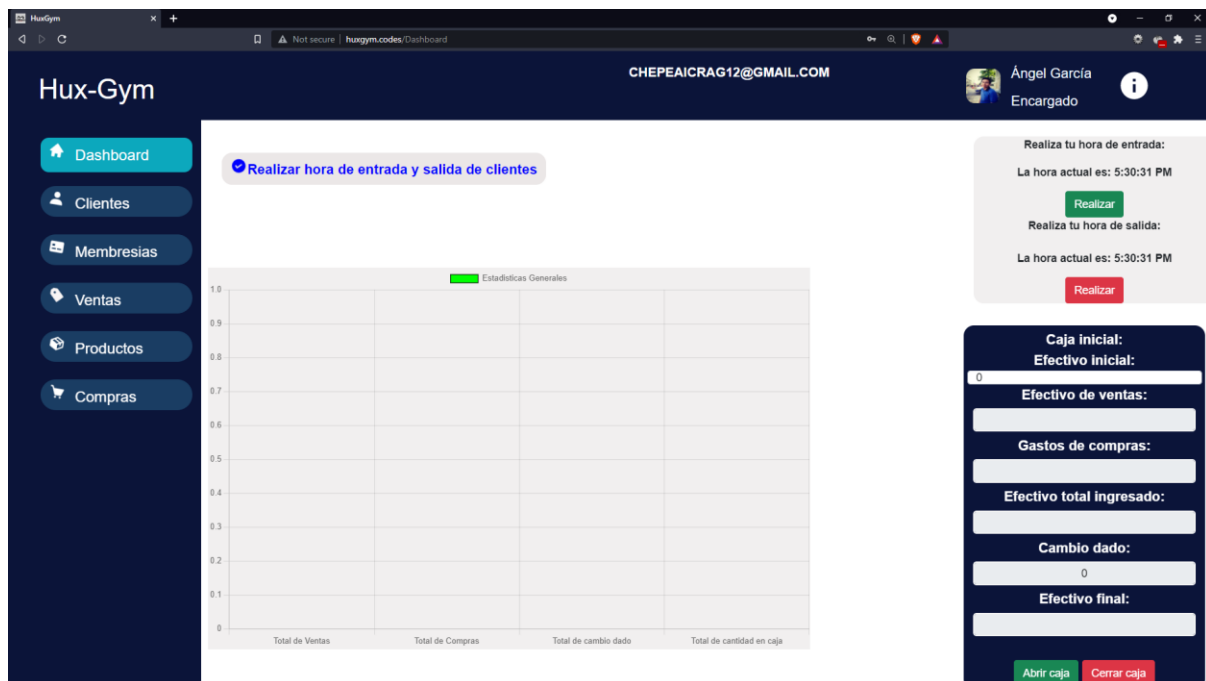 HuxGym
Not secure | huxgym.codes/Dashboard
Hux-Gym
CHEPEAICRAG12@GMAIL.COM
Ángel García
Encargado
Dashboard
Clientes
Membresias
Ventas
Productos
Compras
Realizar hora de entrada y salida de clientes
Estadisticas Generales
1.0
0.9
0.8
0.7
0.6
0.5
0.4
0.3
0.2
0.1
0
Total de Ventas
Total de Compras
Total de cambio dado
Total de cantidad en caja
Realiza tu hora de entrada:
La hora actual es: 5:30:31 PM
Realizar
Realiza tu hora de salida:
La hora actual es: 5:30:31 PM
Realizar
Caja inicial:
Efectivo inicial:
0
Efectivo de ventas:
Gastos de compras:
Efectivo total ingresado:
Cambio dado:
0
Efectivo final:
Abrir caja
Cerrar caja